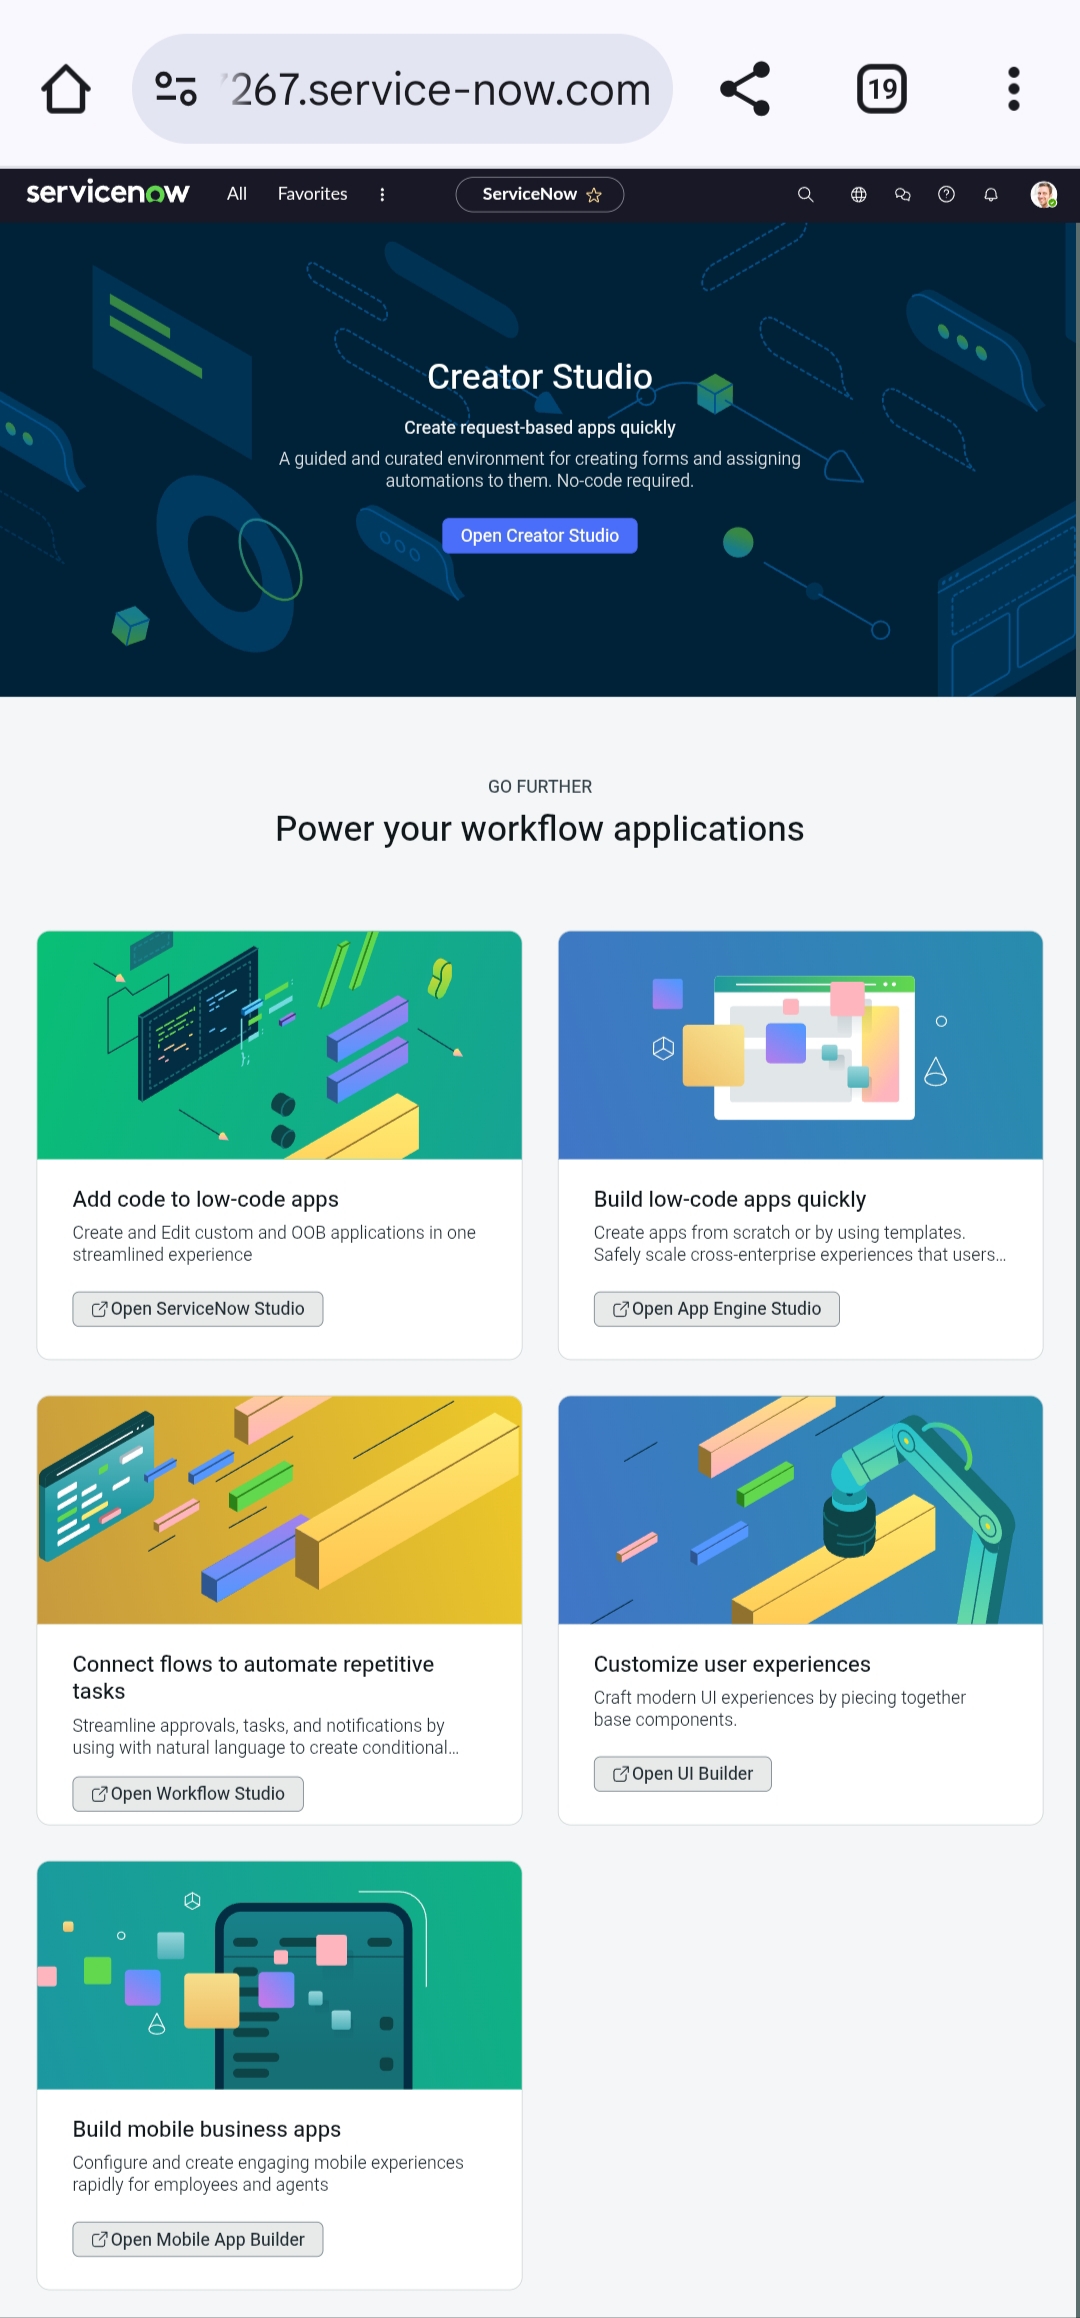 267.service-now.com
19
servicenow
All
Favorites
ServiceNow
Creator Studio
Create request-based apps quickly
A guided and curated environment for creating forms and assigning
automations to them. No-code required.
Open Creator Studio
GO FURTHER
Power your workflow applications
Add code to low-code apps
Create and Edit custom and OOB applications in one
streamlined experience
Open ServiceNow Studio
Build low-code apps quickly
Create apps from scratch or by using templates.
Safely scale cross-enterprise experiences that users...
Open App Engine Studio
Connect flows to automate repetitive
tasks
Streamline approvals, tasks, and notifications by
using with natural language to create conditional...
Open Workflow Studio
Customize user experiences
Craft modern UI experiences by piecing together
base components.
Open UI Builder
Build mobile business apps
Configure and create engaging mobile experiences
rapidly for employees and agents
Open Mobile App Builder